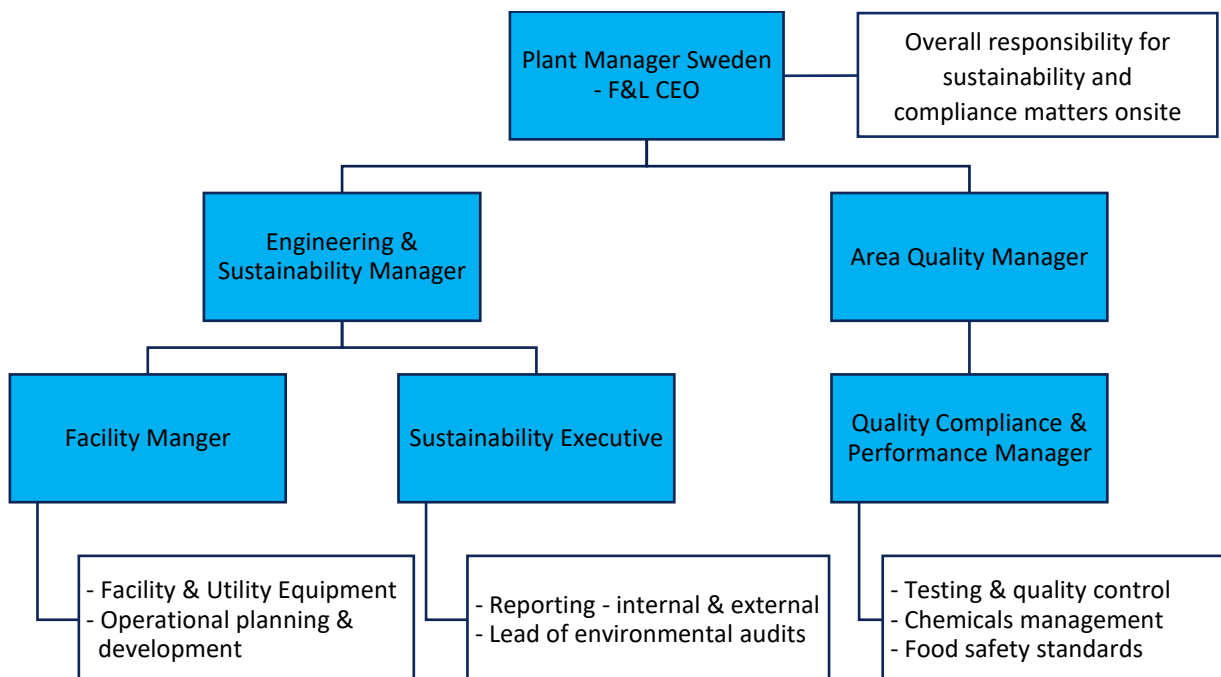 Plant Manager Sweden
- F&L CEO
Overall responsibility for
sustainability and
compliance matters onsite
Engineering &
Sustainability Manager
Area Quality Manager
Facility Manger
Sustainability Executive
Quality Compliance &
Performance Manager
- Facility & Utility Equipment
- Operational planning &
development
- Reporting - internal & external
- Lead of environmental audits
- Testing & quality control
- Chemicals management
- Food safety standards